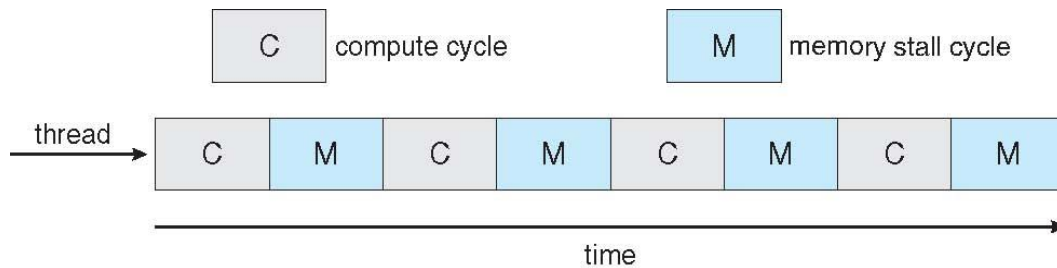 C compute cycle M memory stall cycle
thread
C M C M C M C M
time